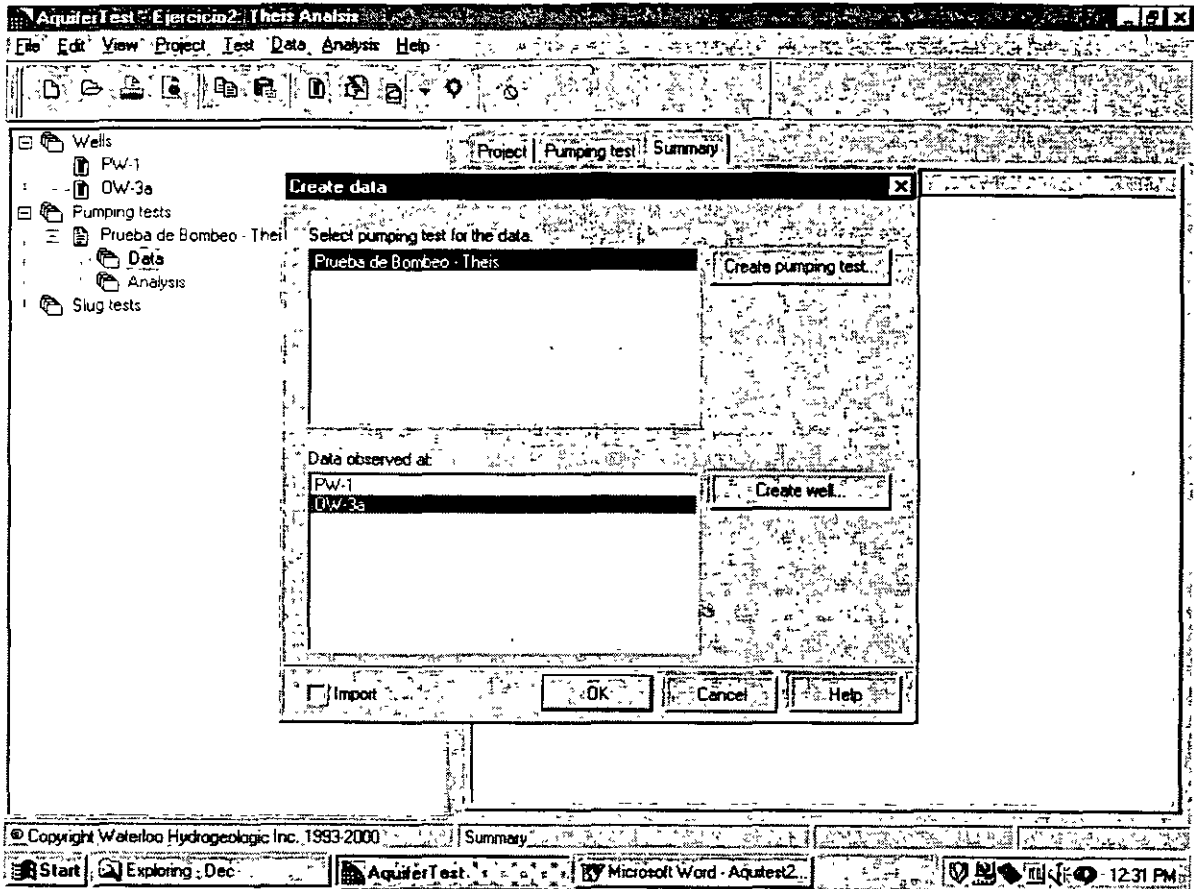 AquiferTest - Ejercicio2: Theis Analsis
File Edit View Project Test Data Analysis Help
Wells
PW-1
OW-3a
Pumping tests
Prueba de Bombeo - Thei
Data
Analysis
Slug tests
Project Pumping test Summary
Create data
Select pumping test for the data.
Prueba de Bombeo - Theis
Create pumping test...
Data observed at:
PW-1
OW-3a
Create well...
Import
OK Cancel Help
© Copyright Waterloo Hydrogeologic Inc. 1993-2000 Summary
Start Exploring - Dec AquiferTest Microsoft Word - Aqutest2... 12:31 PM